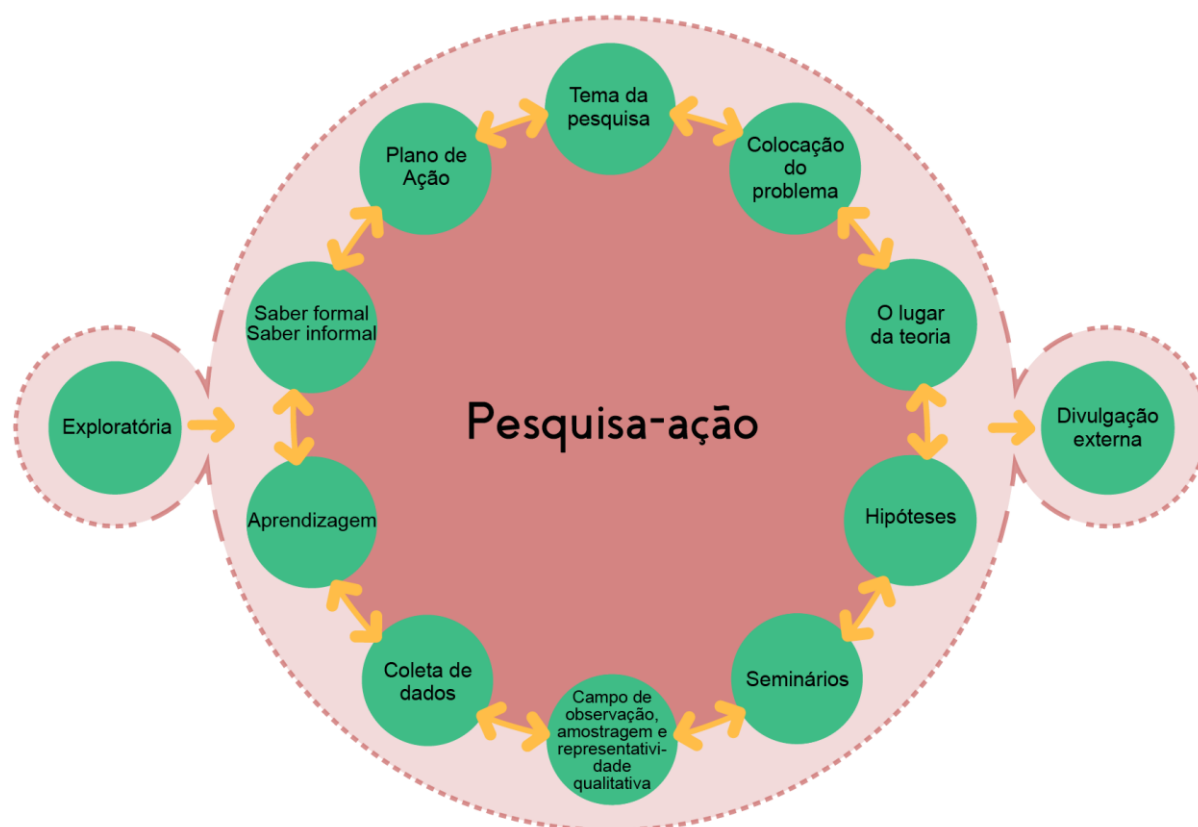 Tema da
pesquisa
Colocação
do
problema
O lugar
da teoria
Hipóteses
Seminários
Campo de
observação,
amostragem e
representativi-
dade
qualitativa
Coleta de
dados
Aprendizagem
Saber formal
Saber informal
Plano de
Ação
Exploratória
Pesquisa-ação
Divulgação
externa